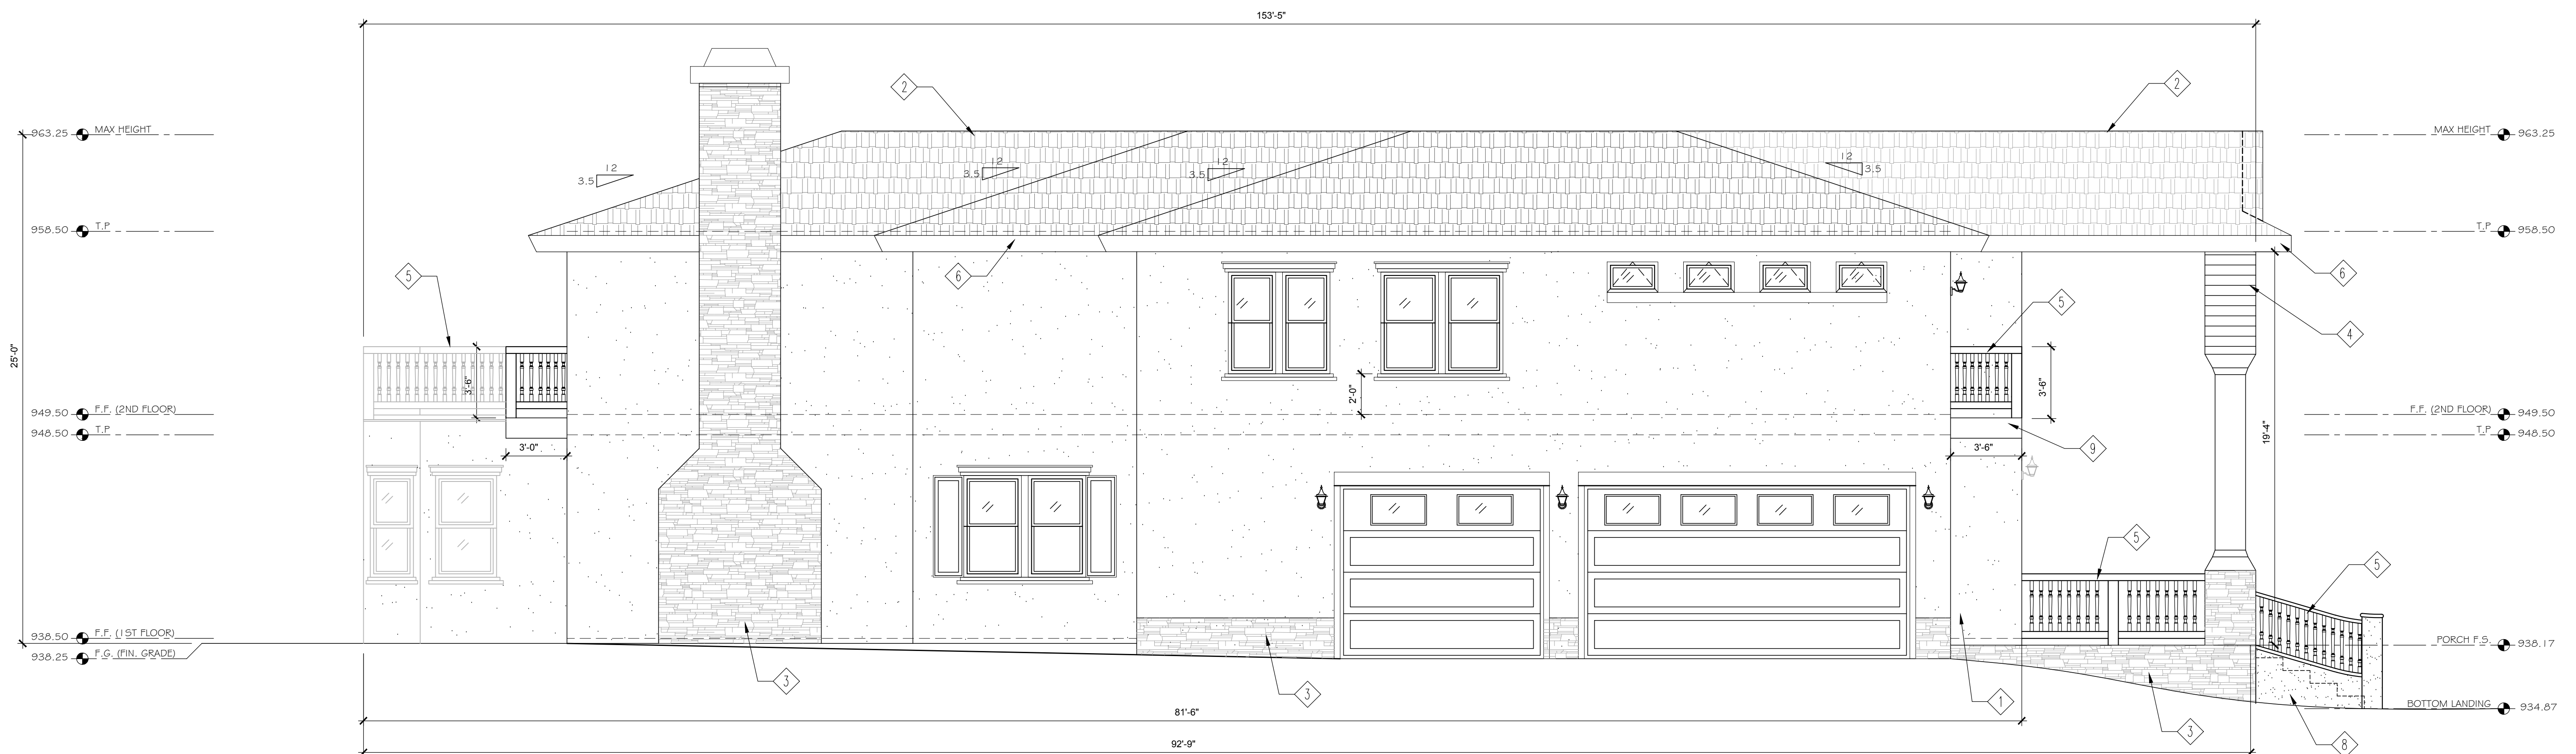 153'-5"
2
2
963.25 MAX HEIGHT
MAX HEIGHT 963.25
12
3.5
12
3.5
12
3.5
12
3.5
958.50 T.P
T.P 958.50
5
6
6
5
4
25'-0"
3'-6"
2'-0"
3'-6"
949.50 F.F. (2ND FLOOR)
F.F. (2ND FLOOR) 949.50
948.50 T.P
T.P 948.50
19'-4"
3'-0"
3'-6"
9
5
5
938.50 F.F. (1ST FLOOR)
PORCH F.S. 938.17
938.25 F.G. (FIN. GRADE)
3
3
1
BOTTOM LANDING 934.87
81'-6"
3
8
92'-9"